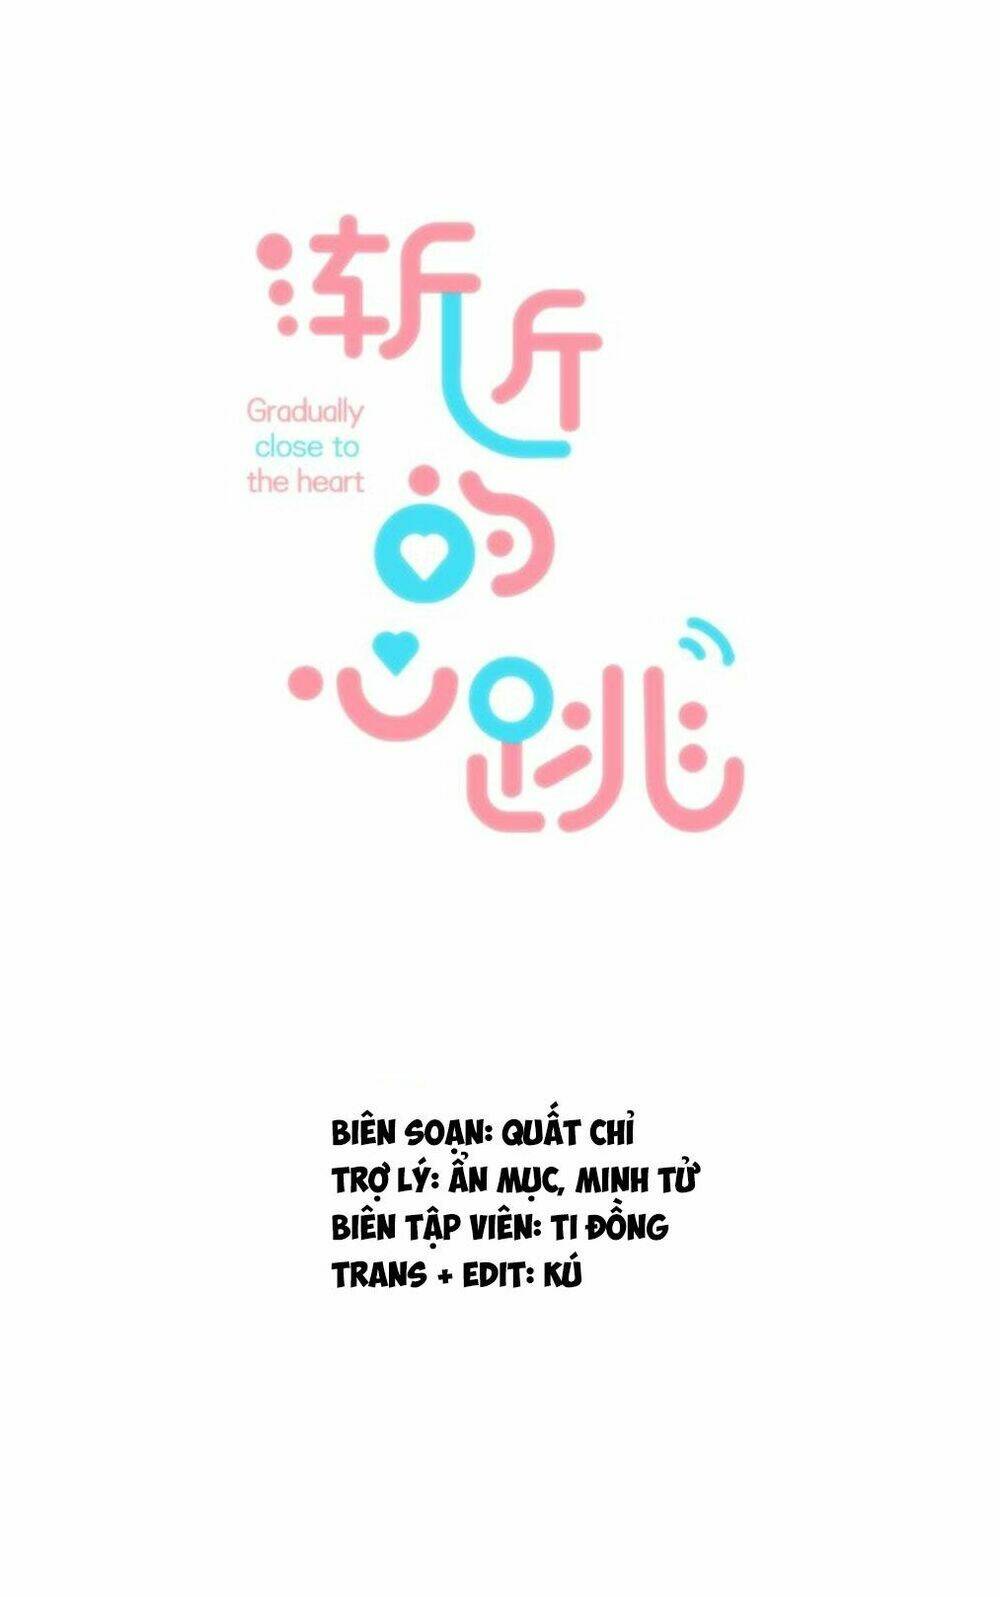 渐近
Gradually
close to
the heart
的
心跳
BIÊN SOẠN: QUẤT CHỈ
TRỢ LÝ: ẨN MỤC, MINH TỬ
BIÊN TẬP VIÊN: TI ĐỒNG
TRANS + EDIT: KÚ